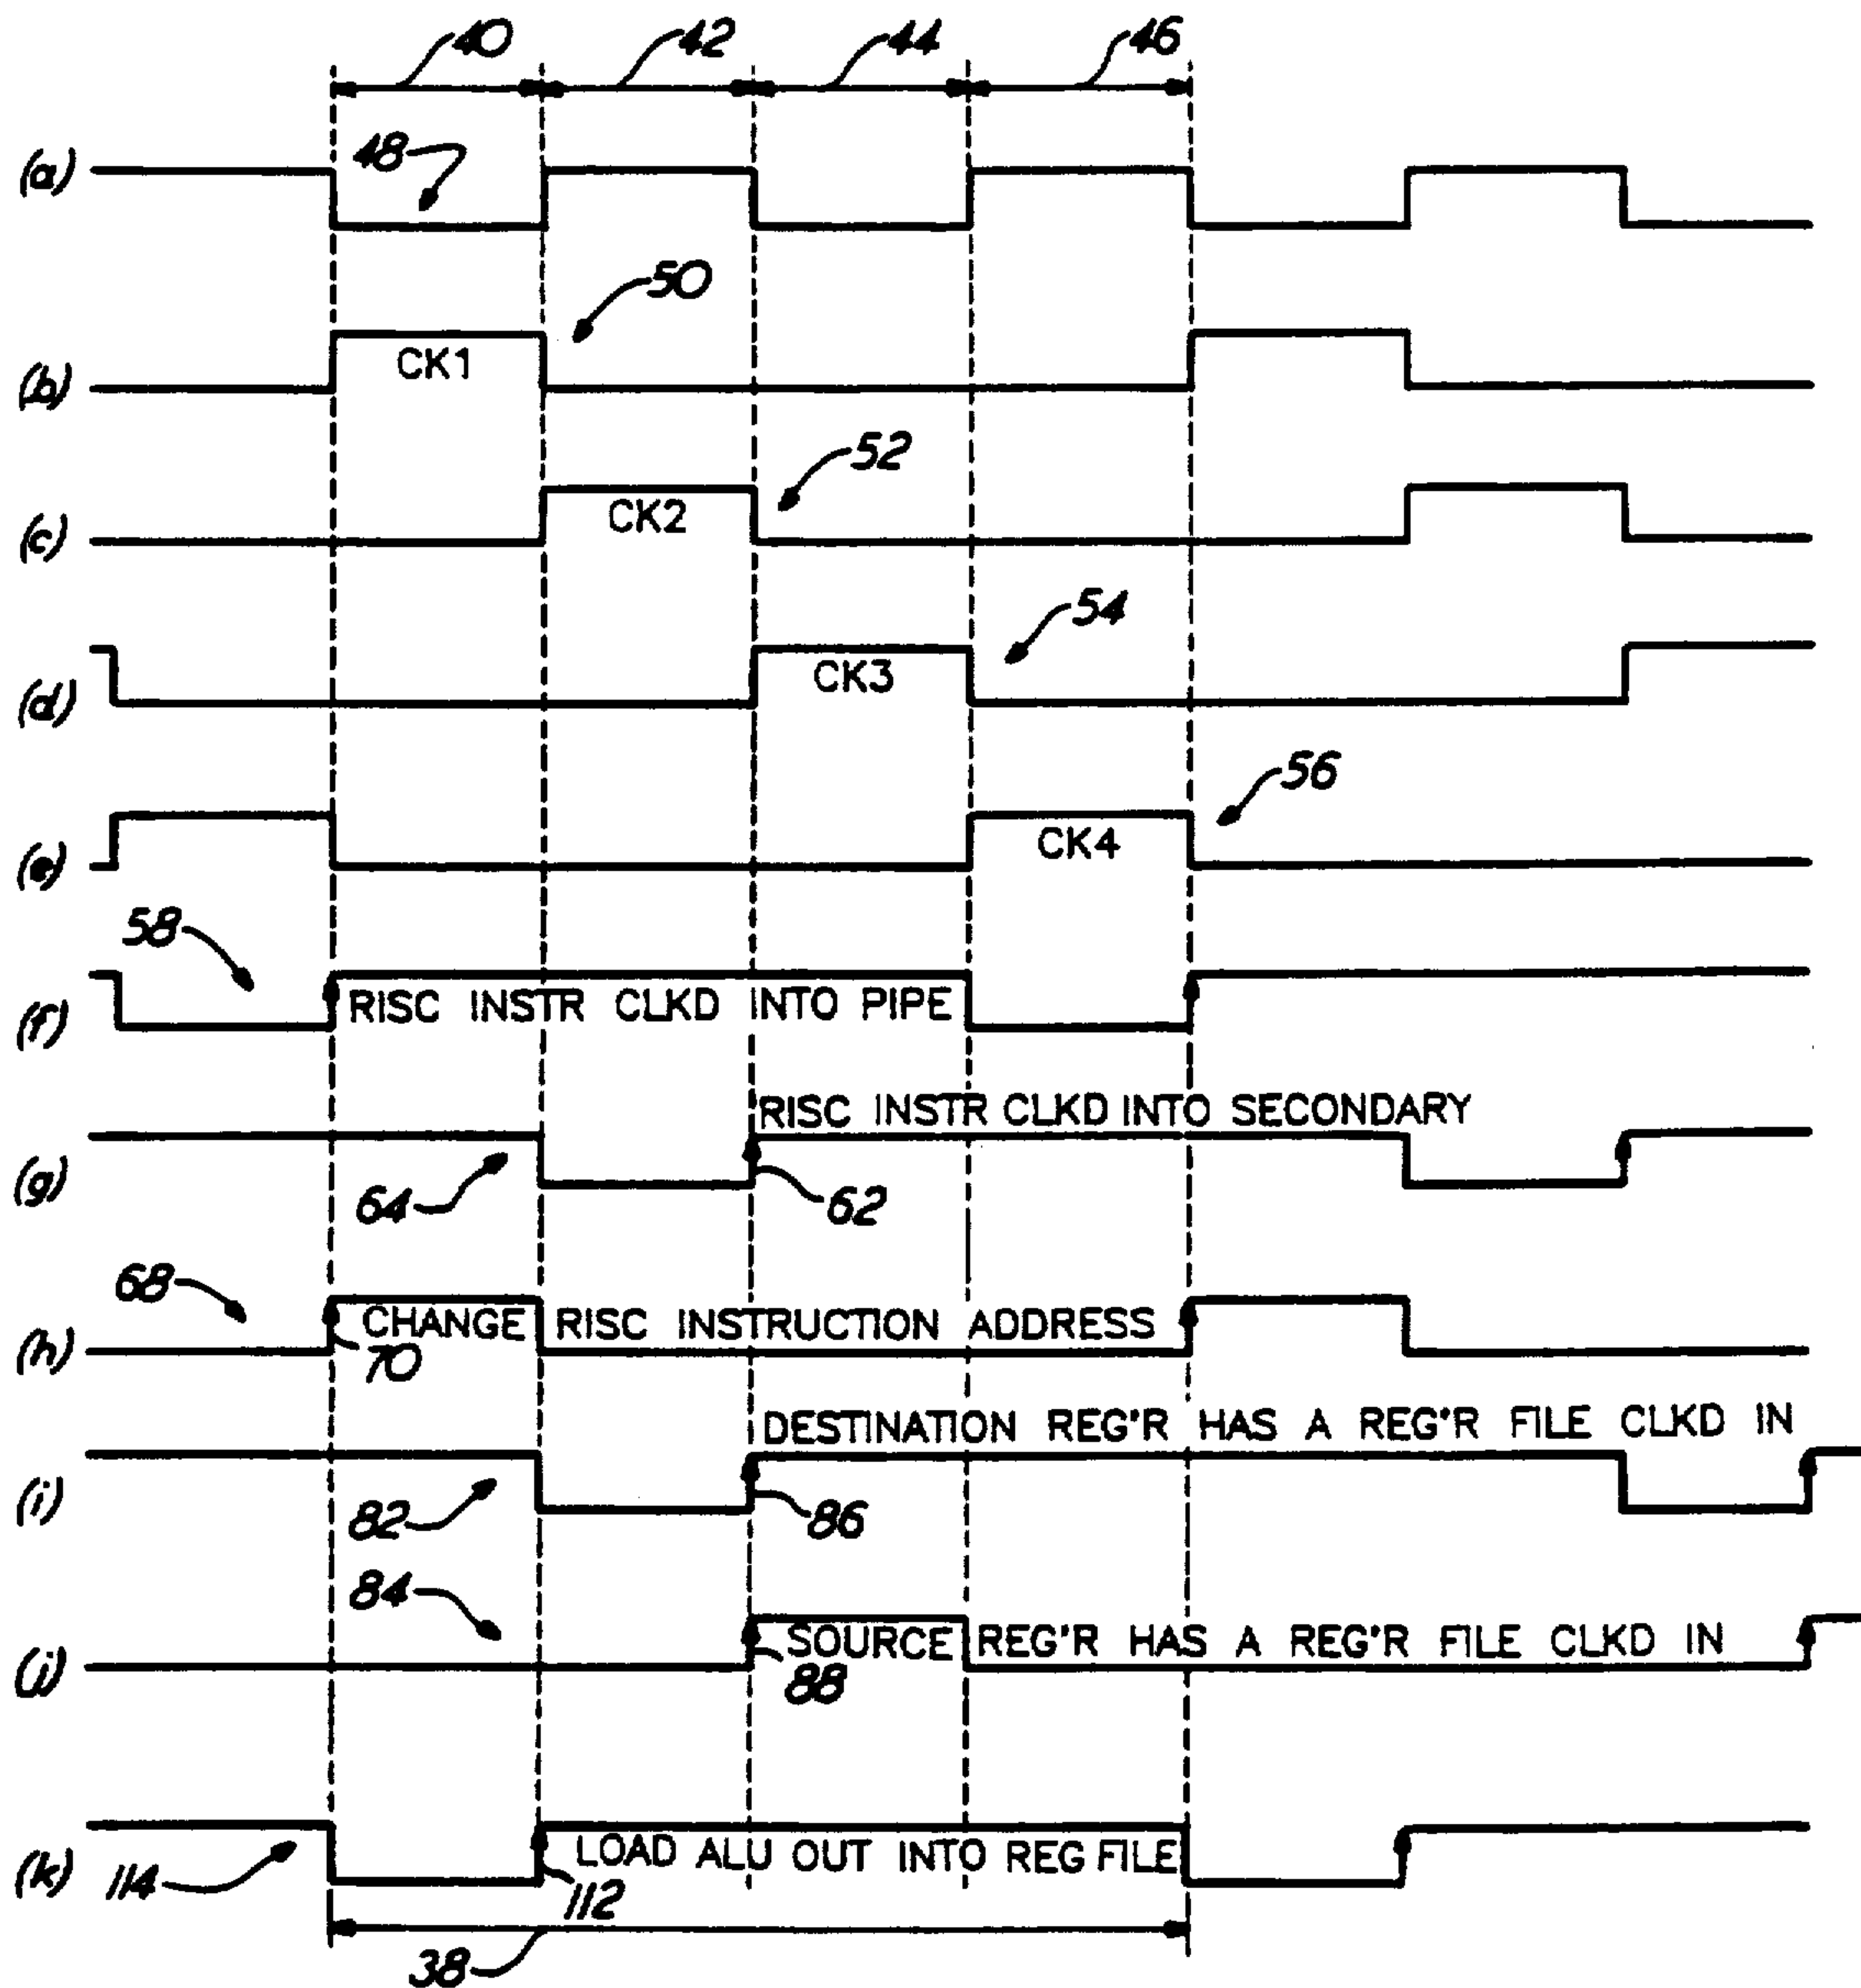 40 42 44 46
(a) 48
50
(b) CK1
52
(c) CK2
54
(d) CK3
56
(e) CK4
58
(f) RISC INSTR CLKD INTO PIPE
RISC INSTR CLKD INTO SECONDARY
(g) 64 62
68
(h) CHANGE RISC INSTRUCTION ADDRESS
70
DESTINATION REG'R HAS A REG'R FILE CLKD IN
(i) 82 86
84
(j) SOURCE REG'R HAS A REG'R FILE CLKD IN
88
(k) 114 LOAD ALU OUT INTO REG FILE
112
38